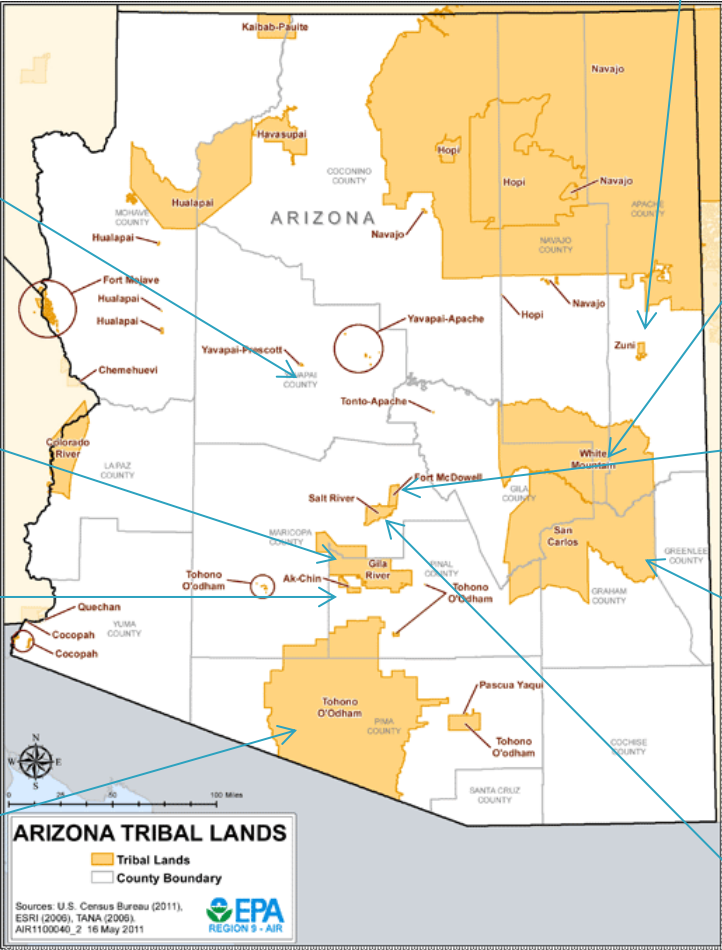 Kaibab-Paiute
Navajo
Havasupai
Hopi
COCONINO
COUNTY
Hopi
Navajo
Hualapai
MOHAVE
COUNTY
APACHE
COUNTY
ARIZONA
Hualapai
Navajo
NAVAJO
COUNTY
Fort Mojave
Hualapai
Navajo
Hopi
Hualapai
Yavapai-Apache
Zuni
Yavapai-Prescott
Chemehuevi
APAI
COUNTY
Tonto-Apache
Colorado
River
White
Mountain
LA PAZ
COUNTY
Fort McDowell
Salt River
GILA
COUNTY
MARICOPA
COUNTY
San
Carlos
GREENLEE
COUNTY
Gila
River
PINAL
COUNTY
Tohono
O'odham
Ak-Chin
Tohono
O'Odham
GRAHAM
COUNTY
Quechan
YUMA
COUNTY
Cocopah
Cocopah
Pascua Yaqui
Tohono
O'Odham
PIMA
COUNTY
Tohono
O'odham
COCHISE
COUNTY
N
W
E
S
SANTA CRUZ
COUNTY
0 25 50 100 Miles
ARIZONA TRIBAL LANDS
Tribal Lands
County Boundary
Sources: U.S. Census Bureau (2011),
ESRI (2006), TANA (2006).
AIR1100040_2 16 May 2011
EPA
REGION 9 - AIR